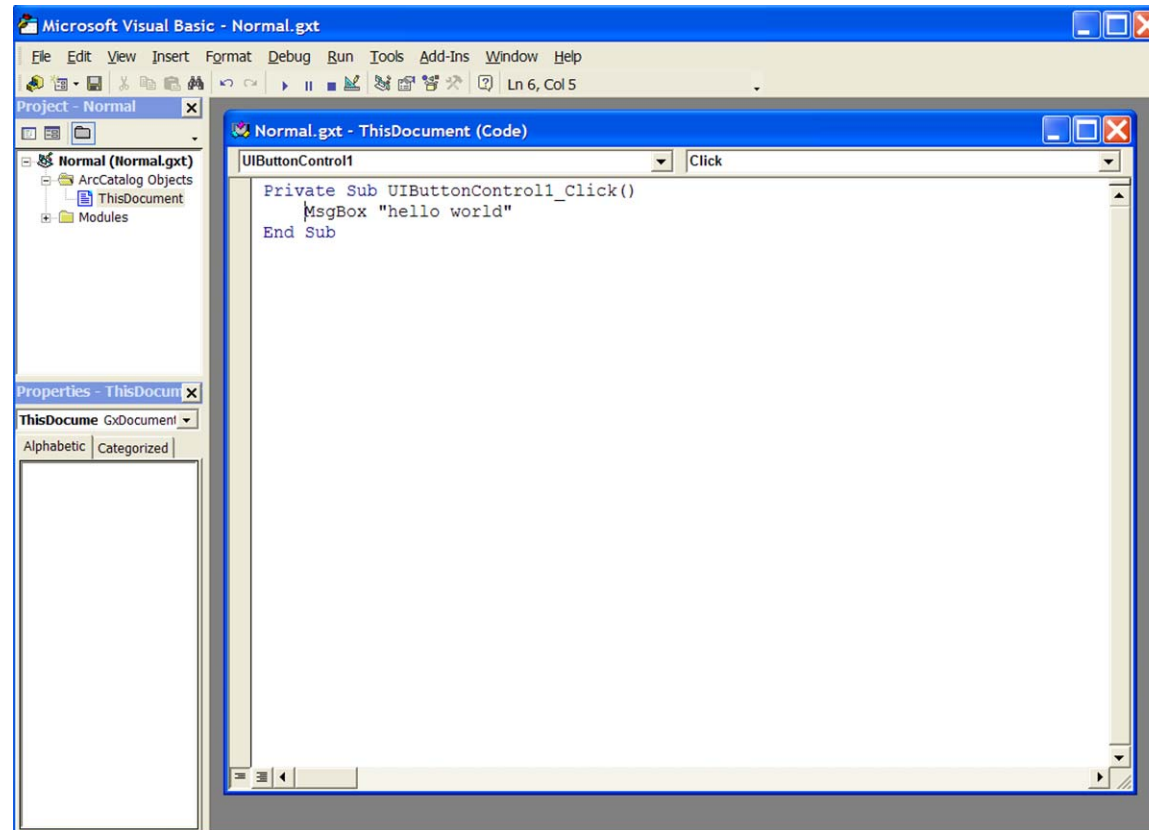 Microsoft Visual Basic - Normal.gxt
File Edit View Insert Format Debug Run Tools Add-Ins Window Help
Ln 6, Col 5
Project - Normal
Normal (Normal.gxt)
ArcCatalog Objects
ThisDocument
Modules
Properties - ThisDocum
ThisDocume GxDocument
Alphabetic Categorized
Normal.gxt - ThisDocument (Code)
UIButtonControl1 Click
Private Sub UIButtonControl1_Click()
MsgBox "hello world"
End Sub